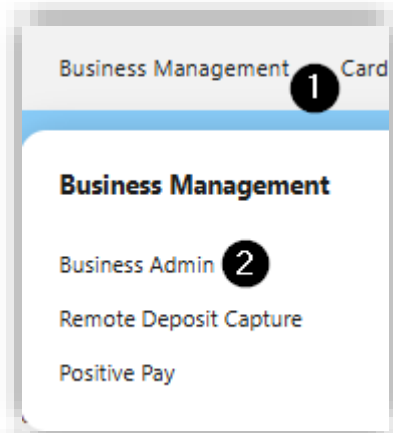 Business Management 1 Card
Business Management
Business Admin 2
Remote Deposit Capture
Positive Pay